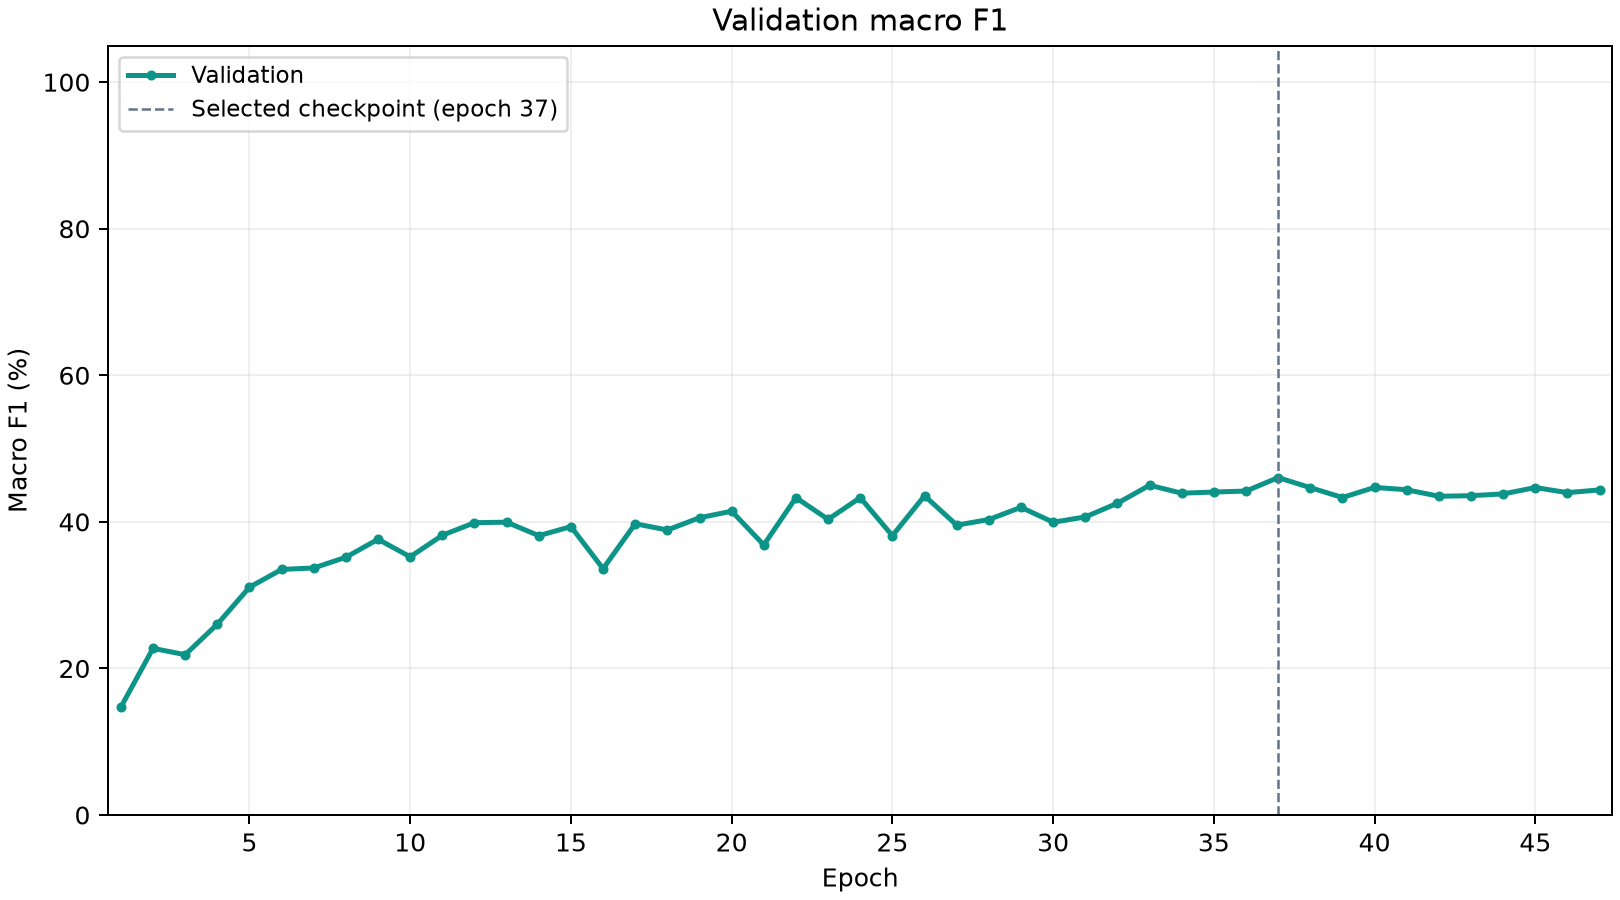 Validation macro F1
Validation
Selected checkpoint (epoch 37)
Macro F1 (%)
100
80
60
40
20
0
5 10 15 20 25 30 35 40 45
Epoch